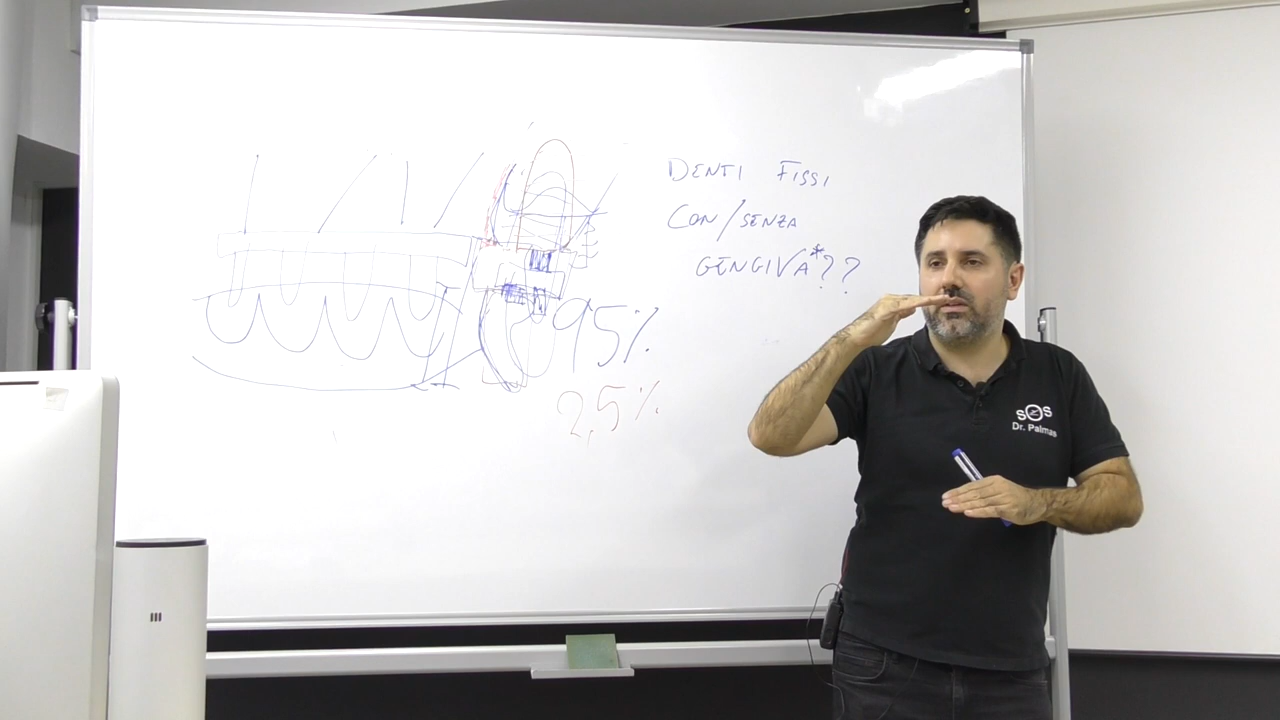 DENTI FISSI
CON/SENZA
GENGIVA*??
95%
2,5%
SOS
Dr. Palmas